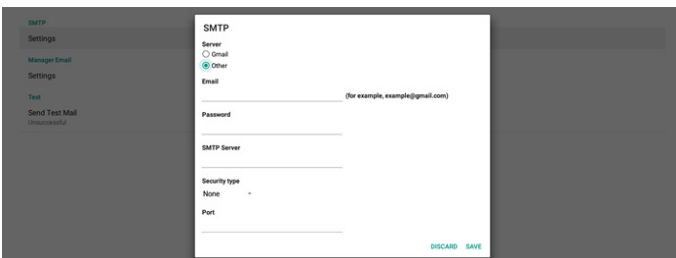 SMTP
Settings
Manager Email
Settings
Test
Send Test Mail
Unsuccessful
SMTP
Server
Gmail
Other
Email
(for example, example@gmail.com)
Password
SMTP Server
Security type
None
Port
DISCARD SAVE